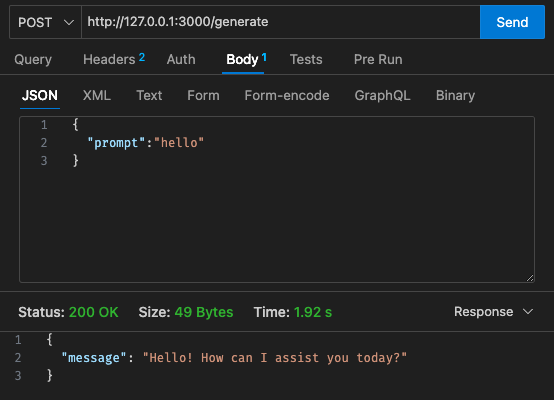 POST http://127.0.0.1:3000/generate Send
Query Headers 2 Auth Body 1 Tests Pre Run
JSON XML Text Form Form-encode GraphQL Binary
1 {
2 "prompt":"hello"
3 }
Status: 200 OK Size: 49 Bytes Time: 1.92 s Response
1 {
2 "message": "Hello! How can I assist you today?"
3 }